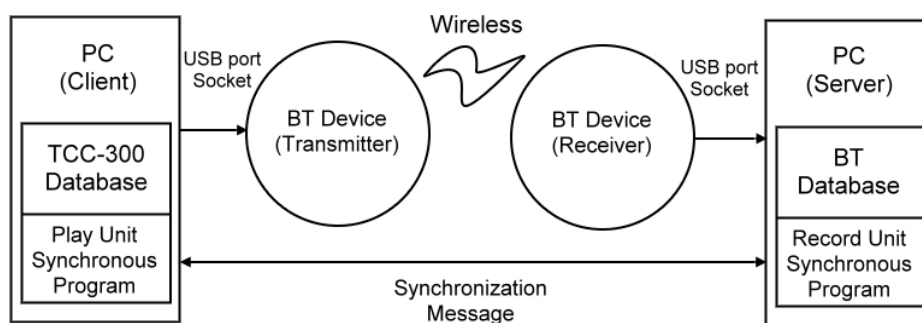 PC
(Client)
TCC-300
Database
Play Unit
Synchronous
Program
USB port
Socket
BT Device
(Transmitter)
Wireless
BT Device
(Receiver)
USB port
Socket
PC
(Server)
BT
Database
Record Unit
Synchronous
Program
Synchronization
Message